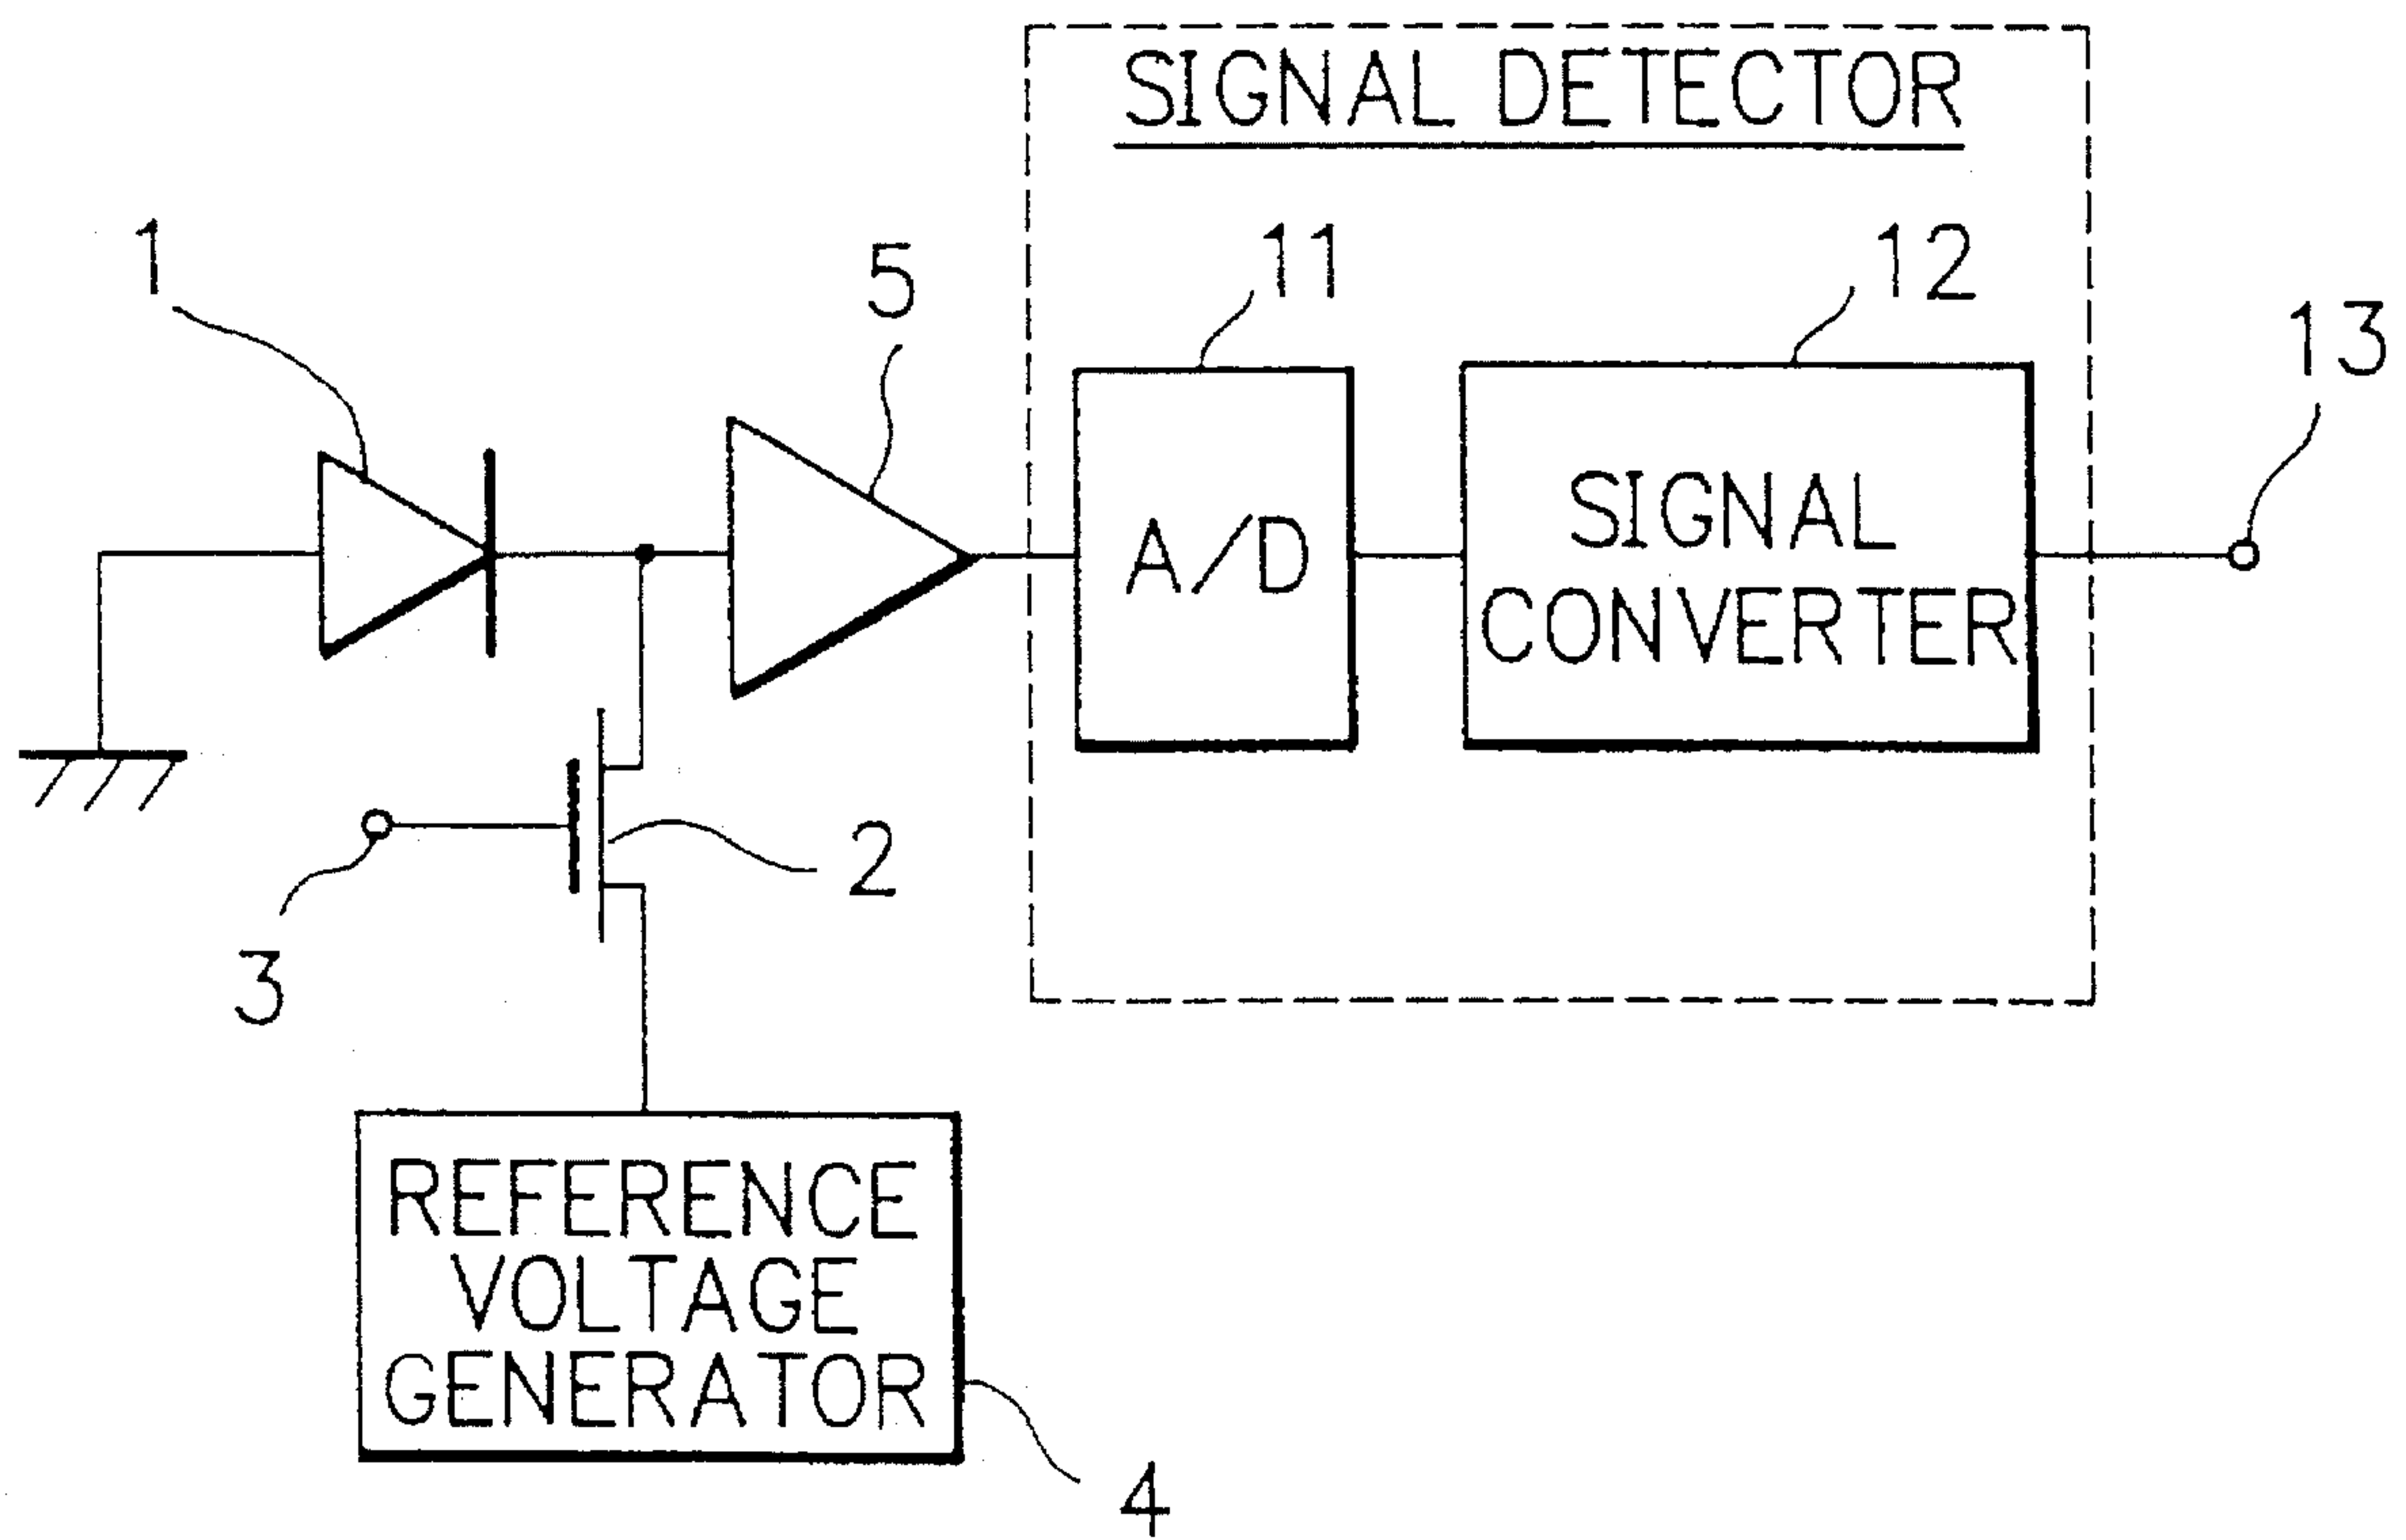 SIGNAL DETECTOR
1
5
11
12
13
A/D
SIGNAL
CONVERTER
2
3
REFERENCE
VOLTAGE
GENERATOR
4